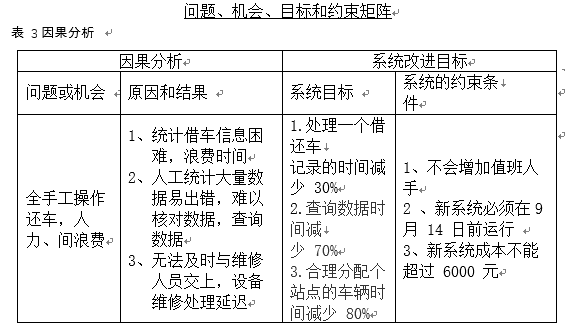 问题、机会、目标和约束矩阵
表 3 因果分析
因果分析
系统改进目标
问题或机会
原因和结果
系统目标
系统的约束条
件
全手工操作
还车，人
力、间浪费
1、统计借车信息困
难，浪费时间
2、人工统计大量数
据易出错，难以
核对数据，查询
数据
3、无法及时与维修
人员交上，设备
维修处理延迟
1.处理一个借
还车
记录的时间减
少 30%
2.查询数据时
间减
少 70%
3.合理分配个
站点的车辆时
间减少 80%
1、不会增加值班人
手
2 、新系统必须在9
月 14 日前运行
3、新系统成本不能
超过 6000 元